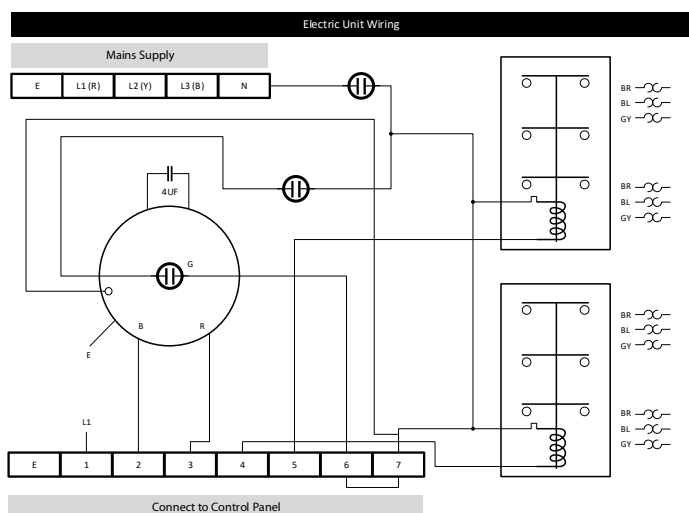 Electric Unit Wiring
Mains Supply
E L1 (R) L2 (Y) L3 (B) N
BR
BL
GY
BR
BL
GY
4UF
G
B R
E
BR
BL
GY
BR
BL
GY
L1
E 1 2 3 4 5 6 7
Connect to Control Panel